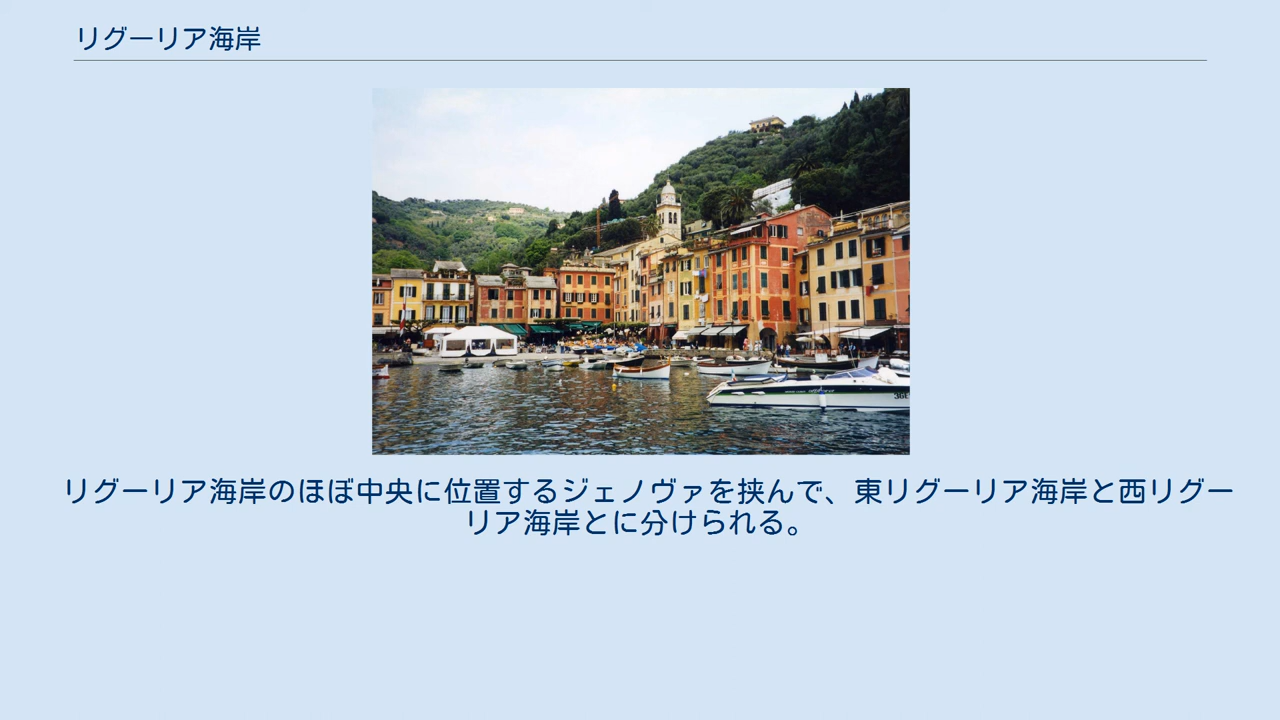 リグーリア海岸
リグーリア海岸のほぼ中央に位置するジェノヴァを挟んで、東リグーリア海岸と西リグー
リア海岸とに分けられる。